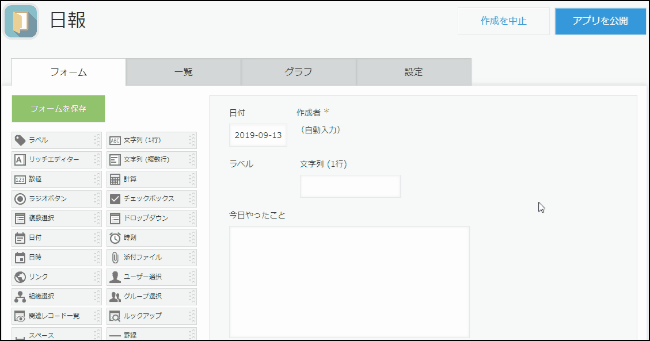 日報
作成を中止
アプリを公開
フォーム
一覧
グラフ
設定
フォームを保存
ラベル
文字列 (1行)
リッチエディター
文字列 (複数行)
数値
計算
ラジオボタン
チェックボックス
複数選択
ドロップダウン
日付
時刻
日時
添付ファイル
リンク
ユーザー選択
組織選択
グループ選択
関連レコード一覧
ルックアップ
スペース
罫線
日付
作成者 *
2019-09-13
(自動入力)
ラベル
文字列 (1行)
今日やったこと